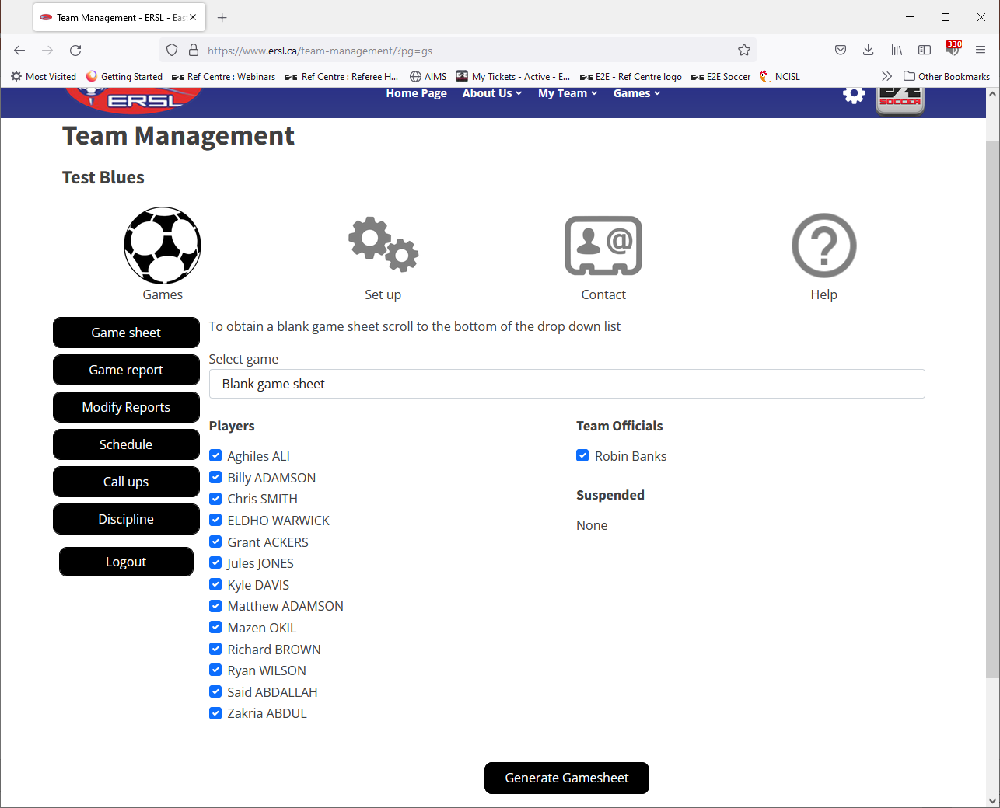 Team Management - ERSL - Eas
https://www.ersl.ca/team-management/?pg=gs
330
Most Visited Getting Started E2E Ref Centre : Webinars E2E Ref Centre : Referee H... AIMS My Tickets - Active - E... E2E E2E - Ref Centre logo E2E E2E Soccer NCISL Other Bookmarks
ERSL Home Page About Us My Team Games E2E SOCCER
Team Management
Test Blues
Games Set up Contact Help
Game sheet
Game report
Modify Reports
Schedule
Call ups
Discipline
Logout
To obtain a blank game sheet scroll to the bottom of the drop down list
Select game
Blank game sheet
Players
Aghiles ALI
Billy ADAMSON
Chris SMITH
ELDHO WARWICK
Grant ACKERS
Jules JONES
Kyle DAVIS
Matthew ADAMSON
Mazen OKIL
Richard BROWN
Ryan WILSON
Said ABDALLAH
Zakria ABDUL
Team Officials
Robin Banks
Suspended
None
Generate Gamesheet